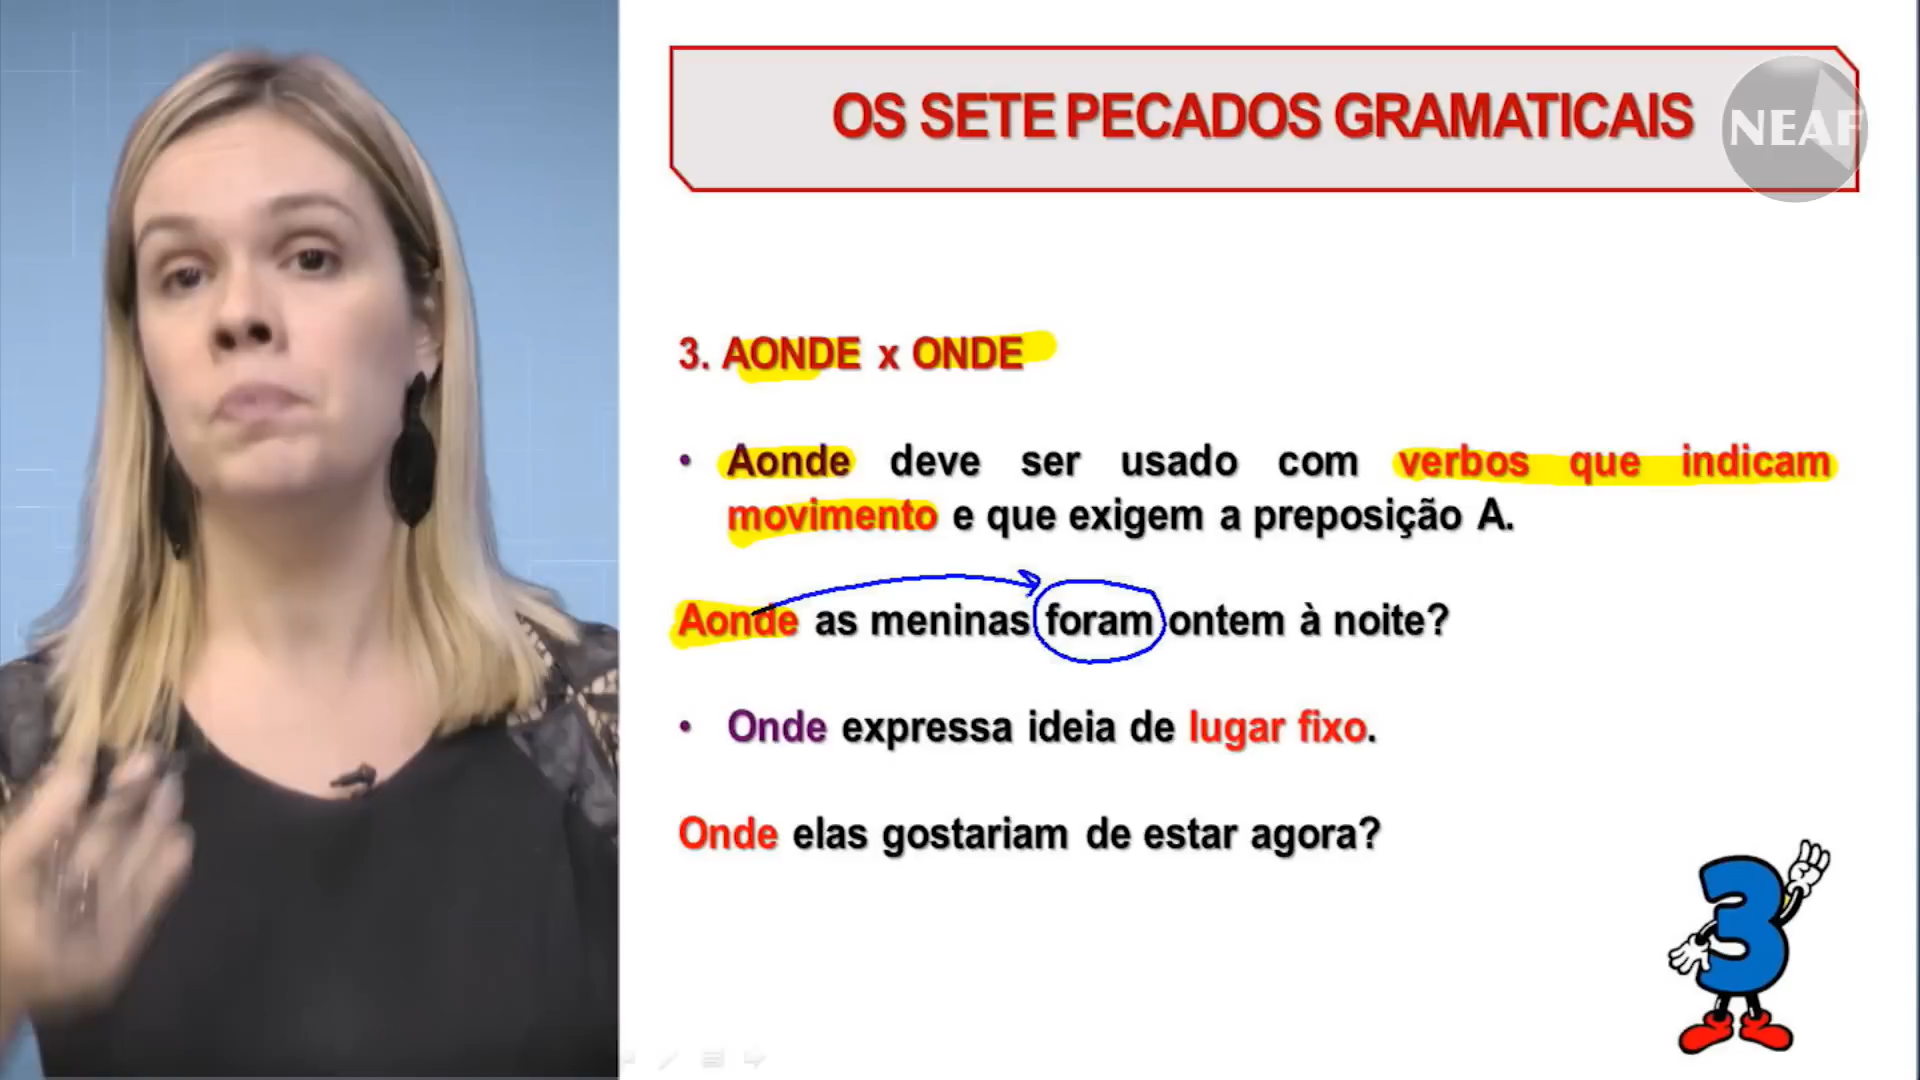 OS SETE PECADOS GRAMATICAIS
NEAF
3. AONDE x ONDE
• Aonde deve ser usado com verbos que indicam
movimento e que exigem a preposição A.
Aonde as meninas foram ontem à noite?
• Onde expressa ideia de lugar fixo.
Onde elas gostariam de estar agora?
3